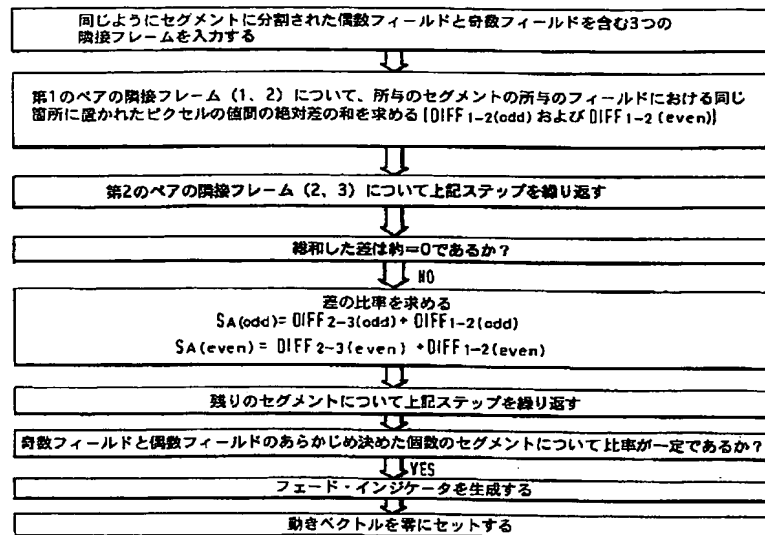 同じようにセグメントに分割された偶数フィールドと奇数フィールドを含む3つの
隣接フレームを入力する
第1のペアの隣接フレーム（1、2）について、所与のセグメントの所与のフィールドにおける同じ
箇所に置かれたピクセルの値間の絶対差の和を求める [DIFF1-2(odd) および DIFF1-2 (even)]
第2のペアの隣接フレーム（2、3）について上記ステップを繰り返す
総和した差は約=0であるか?
NO
差の比率を求める
SA(odd)= DIFF2-3(odd) + DIFF1-2(odd)
SA(even) = DIFF2-3(even) + DIFF1-2(even)
残りのセグメントについて上記ステップを繰り返す
奇数フィールドと偶数フィールドのあらかじめ決めた個数のセグメントについて比率が一定であるか?
YES
フェード・インジケータを生成する
動きベクトルを零にセットする